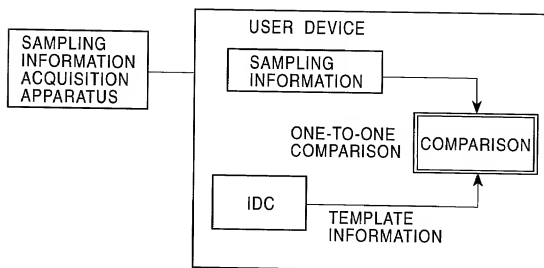 USER DEVICE
SAMPLING
INFORMATION
ACQUISITION
APPARATUS
SAMPLING
INFORMATION
ONE-TO-ONE
COMPARISON
COMPARISON
IDC
TEMPLATE
INFORMATION